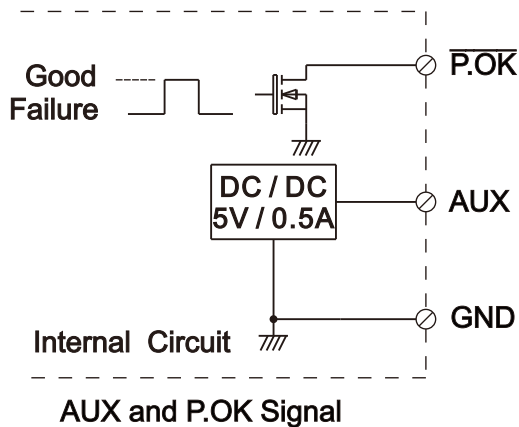 P.OK
Good
Failure
DC / DC
5V / 0.5A
AUX
GND
Internal Circuit
AUX and P.OK Signal